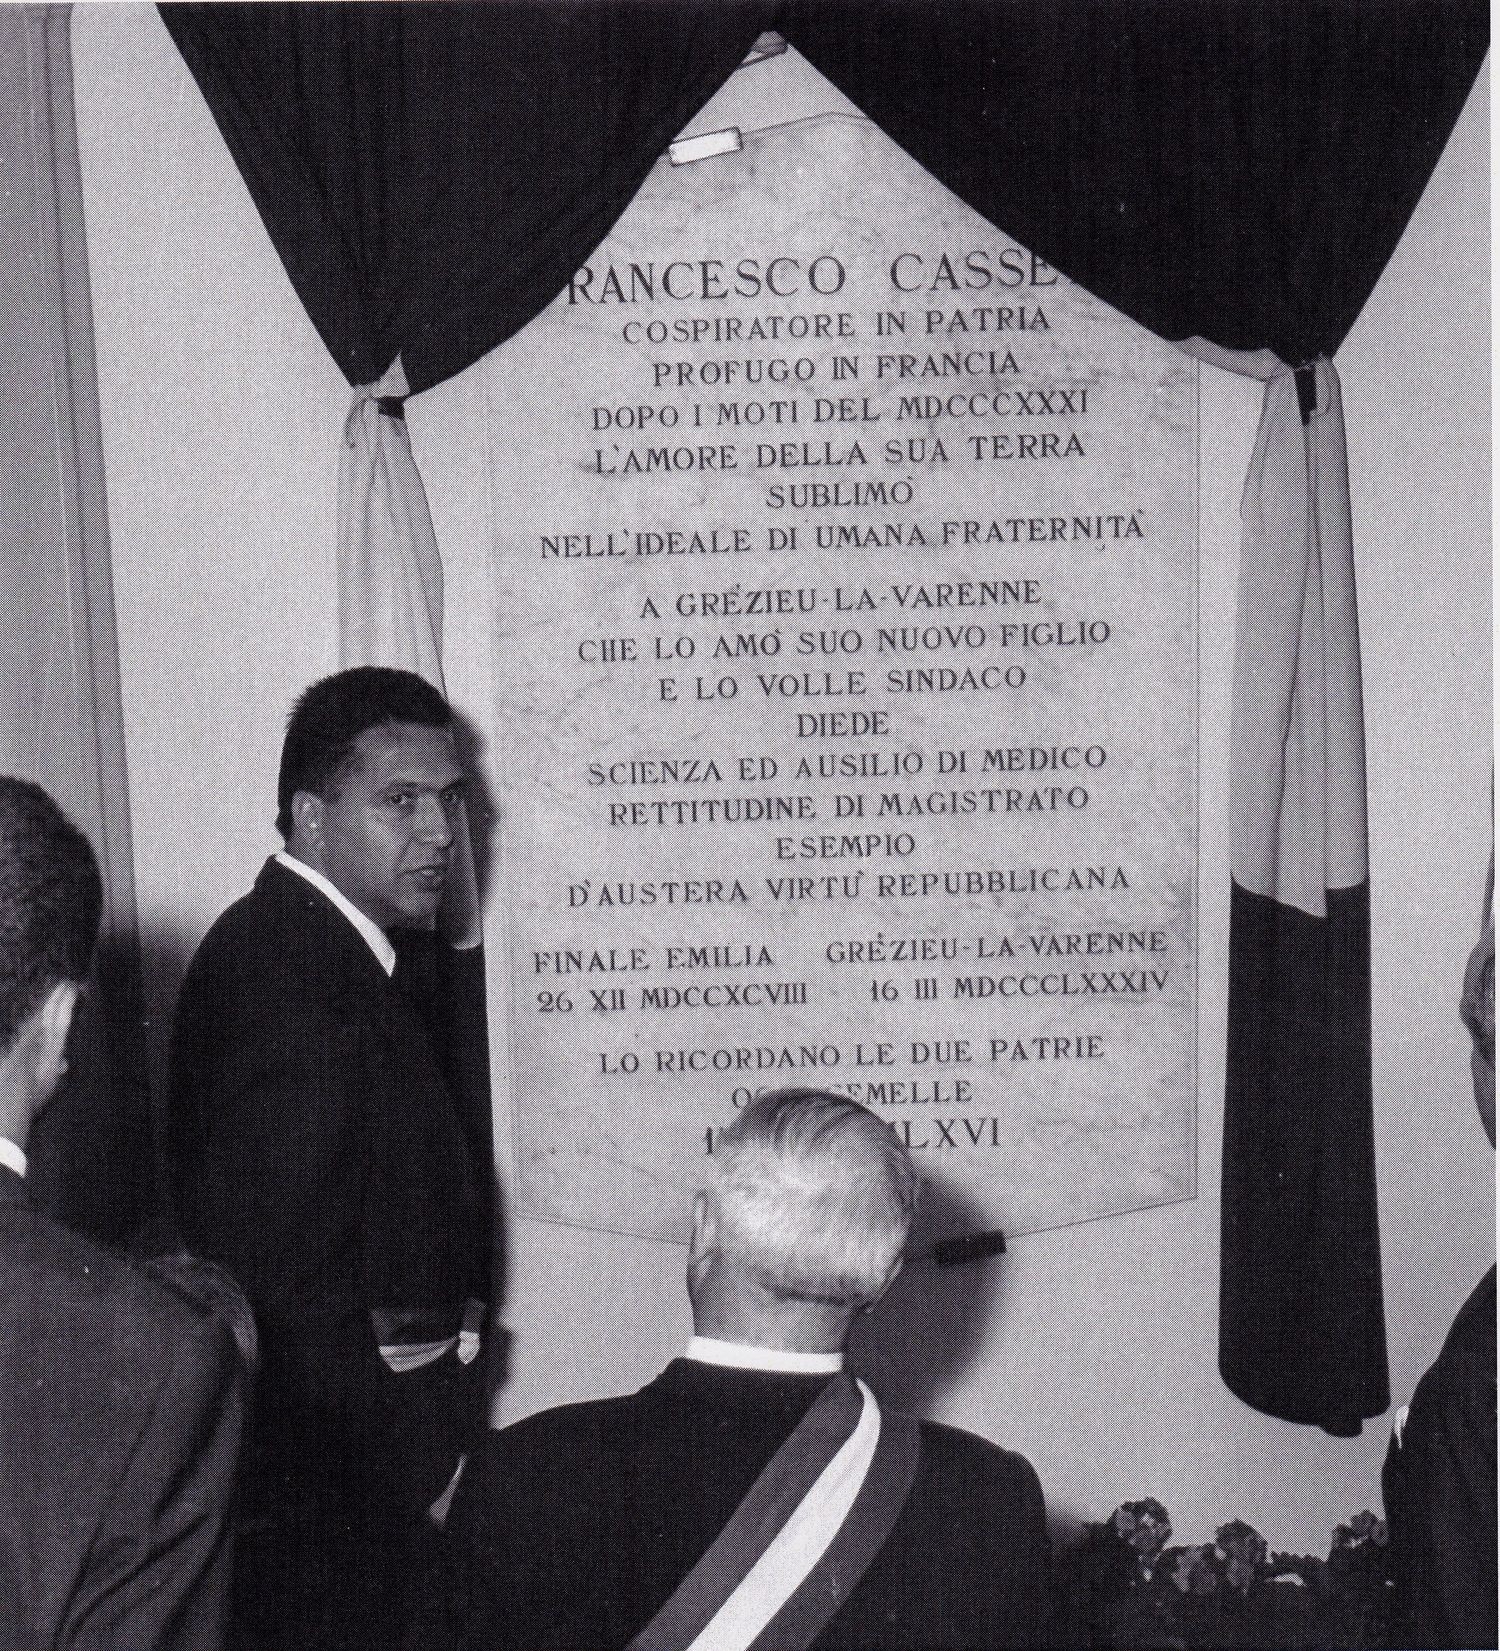 RANCESCO CASSE
COSPIRATORE IN PATRIA
PROFUGO IN FRANCIA
DOPO I MOTI DEL MDCCCXXXI
L'AMORE DELLA SUA TERRA
SUBLIMÒ
NELL'IDEALE DI UMANA FRATERNITÀ
A GRÉZIEU-LA-VARENNE
CHE LO AMÒ SUO NUOVO FIGLIO
E LO VOLLE SINDACO
DIEDE
SCIENZA ED AUSILIO DI MEDICO
RETTITUDINE DI MAGISTRATO
ESEMPIO
D'AUSTERA VIRTU' REPUBBLICANA
FINALE EMILIA GRÉZIEU-LA-VARENNE
26 XII MDCCXCVIII 16 III MDCCCLXXXIV
LO RICORDANO LE DUE PATRIE
EMELLE
LXVI